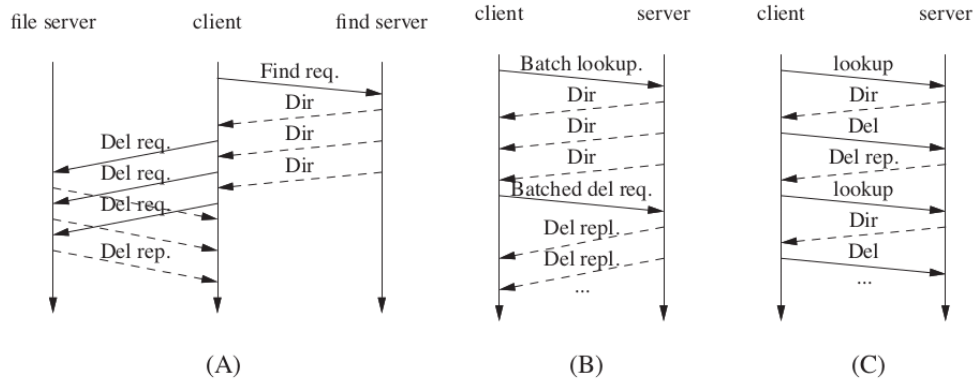 file server client find server
Find req.
Dir
Del req.
Dir
Del req.
Dir
Del req.
Del rep.
(A)
client server
Batch lookup.
Dir
Dir
Dir
Batched del req.
Del repl.
Del repl.
...
(B)
client server
lookup
Dir
Del
Del rep.
lookup
Dir
Del
...
(C)